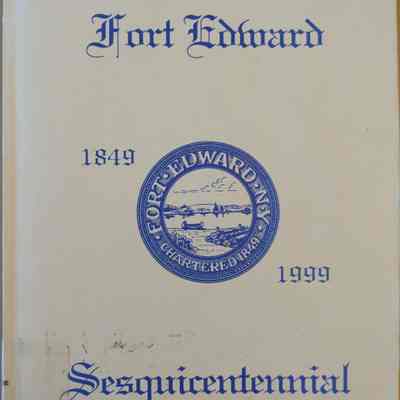 Fort Edward
1849
FORT·EDWARD·N·Y·
CHARTERED 1849
1999
Sesquicentennial